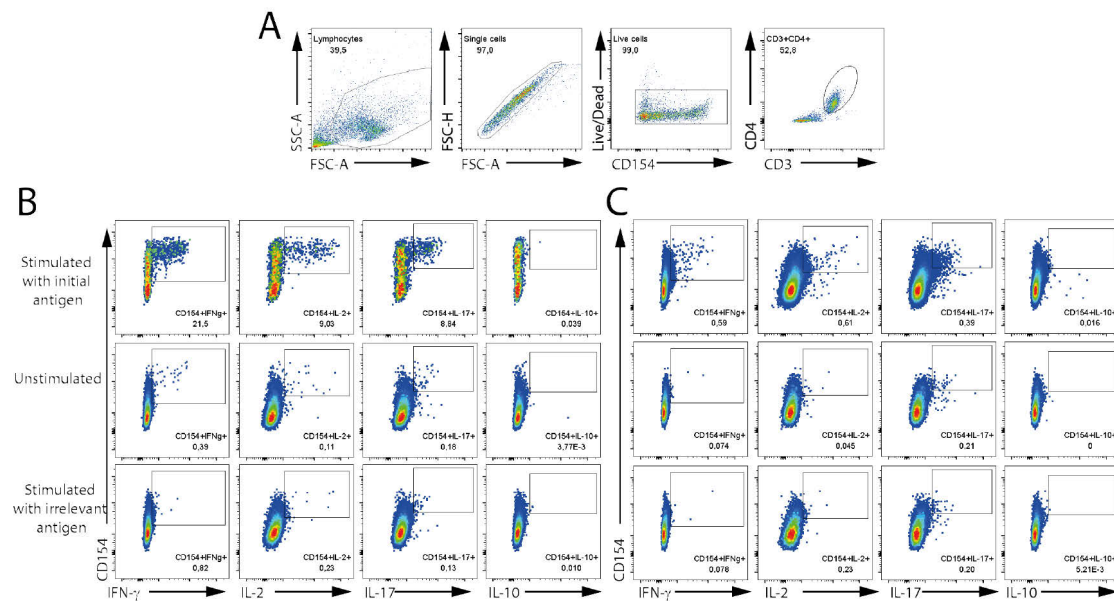 A
Lymphocytes
39,5
SSC-A
FSC-A
Single cells
97,0
FSC-H
FSC-A
Live cells
99,0
Live/Dead
CD154
CD3+CD4+
52,8
CD4
CD3
B
C
Stimulated
with initial
antigen
CD154+IFNg+
21,5
CD154+IL-2+
9,03
CD154+IL-17+
8,84
CD154+IL-10+
0,039
CD154+IFNg+
0,59
CD154+IL-2+
0,61
CD154+IL-17+
0,39
CD154+IL-10+
0,016
Unstimulated
CD154+IFNg+
0,39
CD154+IL-2+
0,11
CD154+IL-17+
0,18
CD154+IL-10+
3,77E-3
CD154+IFNg+
0,074
CD154+IL-2+
0,045
CD154+IL-17+
0,21
CD154+IL-10+
0
Stimulated
with irrelevant
antigen
CD154+IFNg+
0,82
CD154+IL-2+
0,23
CD154+IL-17+
0,13
CD154+IL-10+
0,010
CD154+IFNg+
0,078
CD154+IL-2+
0,23
CD154+IL-17+
0,20
CD154+IL-10+
5,21E-3
CD154
IFN-γ
IL-2
IL-17
IL-10
CD154
IFN-γ
IL-2
IL-17
IL-10